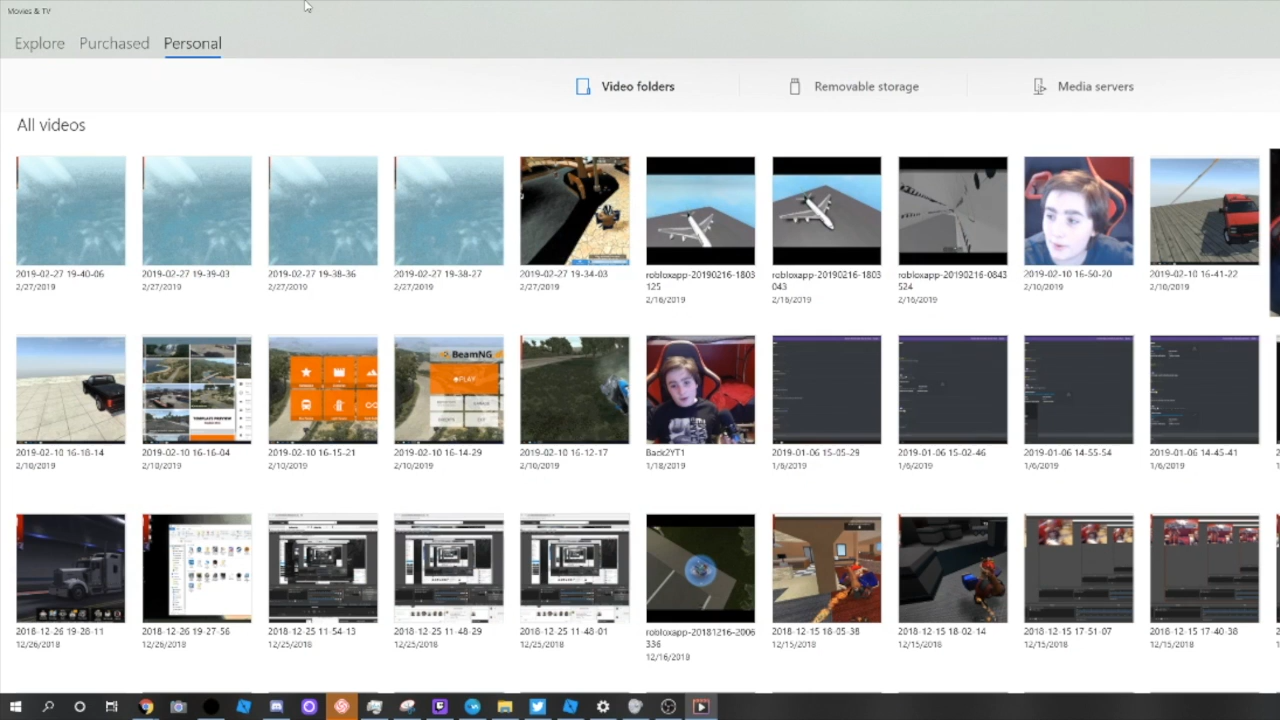 Movies & TV
Explore Purchased Personal
Video folders Removable storage Media servers
All videos
2019-02-27 19-40-06 2019-02-27 19-39-03 2019-02-27 19-38-36 2019-02-27 19-38-27 2019-02-27 19-34-03 robloxapp-20190216-1803 robloxapp-20190216-1803 robloxapp-20190216-0843 2019-02-10 16-50-20 2019-02-10 16-41-22
2/27/2019 2/27/2019 2/27/2019 2/27/2019 2/27/2019 125 043 524 2/10/2019 2/10/2019
2/16/2019 2/16/2019 2/16/2019
BeamNG
PLAY
TEMPLATE PREVIEW
2019-02-10 16-18-14 2019-02-10 16-16-04 2019-02-10 16-15-21 2019-02-10 16-14-29 2019-02-10 16-12-17 Back2YT1 2019-01-06 15-05-29 2019-01-06 15-02-46 2019-01-06 14-55-54 2019-01-06 14-45-41
2/10/2019 2/10/2019 2/10/2019 2/10/2019 2/10/2019 1/18/2019 1/6/2019 1/6/2019 1/6/2019 1/6/2019
2018-12-26 19-28-11 2018-12-26 19-27-56 2018-12-25 11-54-13 2018-12-25 11-48-29 2018-12-25 11-48-01 robloxapp-20181216-2006 2018-12-15 18-05-38 2018-12-15 18-02-14 2018-12-15 17-51-07 2018-12-15 17-40-38
12/26/2018 12/26/2018 12/25/2018 12/25/2018 12/25/2018 336 12/15/2018 12/15/2018 12/15/2018 12/15/2018
12/16/2018